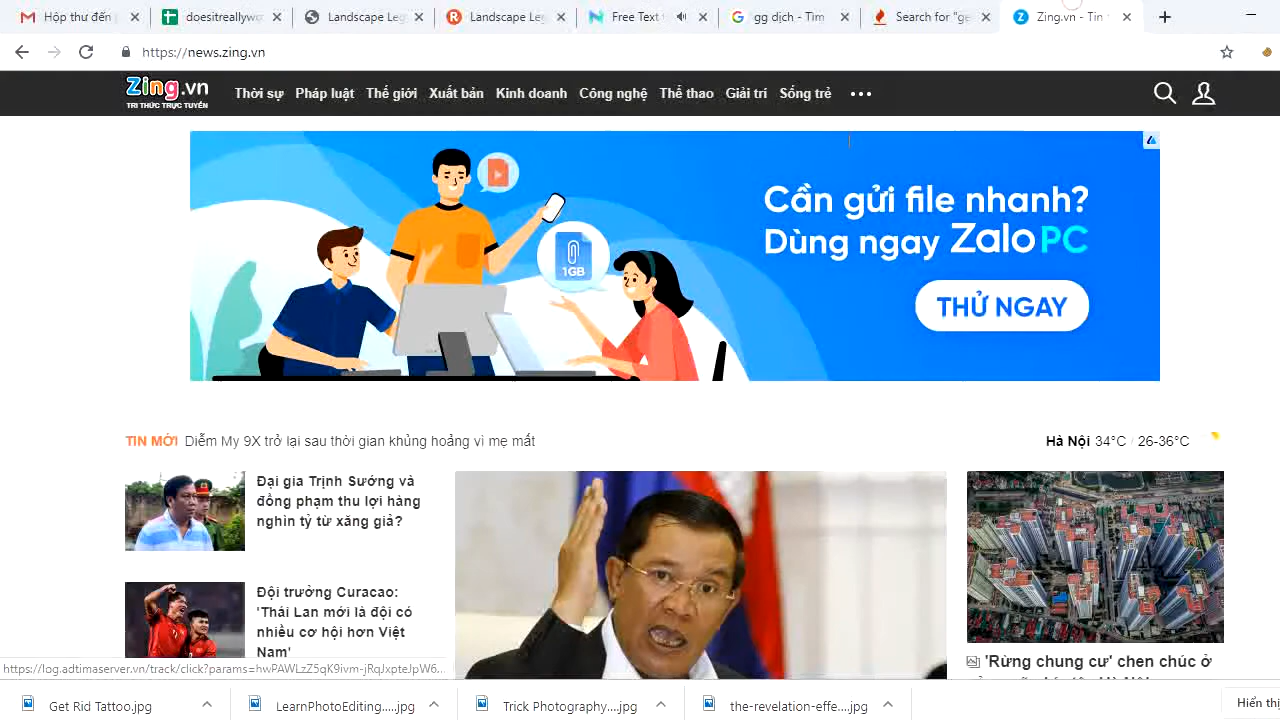 Hộp thư đến
doesitreallywo
Landscape Leg
Landscape Leg
Free Text
gg dịch - Tìm
Search for "ge
Zing.vn - Tin
https://news.zing.vn
Zing.vn
TRI THỨC TRỰC TUYẾN
Thời sự Pháp luật Thế giới Xuất bản Kinh doanh Công nghệ Thể thao Giải trí Sống trẻ
Cần gửi file nhanh?
Dùng ngay Zalo PC
1GB
THỬ NGAY
TIN MỚI Diễm My 9X trở lại sau thời gian khủng hoảng vì mẹ mất
Hà Nội 34°C / 26-36°C
Đại gia Trịnh Sướng và
đồng phạm thu lợi hàng
nghìn tỷ từ xăng giả?
Đội trưởng Curacao:
'Thái Lan mới là đội có
nhiều cơ hội hơn Việt
Nam'
'Rừng chung cư' chen chúc ở
https://log.adtimaserver.vn/track/click?params=hwPAWLzZ5qK9ivm-jRqJxpteJpW6...
Get Rid Tattoo.jpg
LearnPhotoEditing.....jpg
Trick Photography....jpg
the-revelation-effe....jpg
Hiển thị